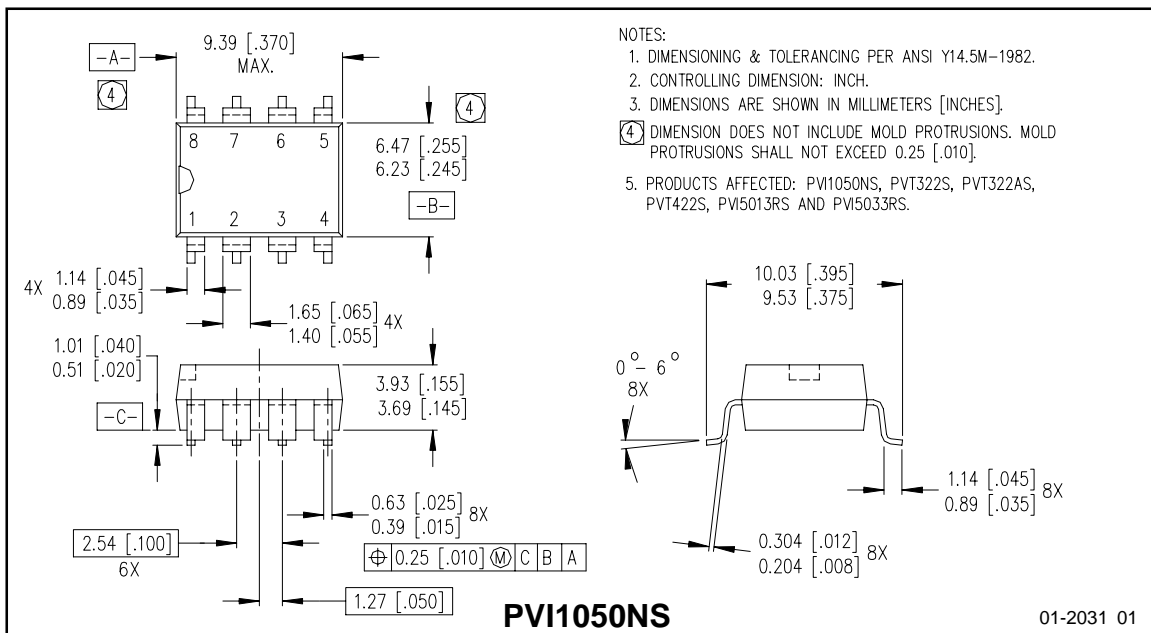 9.39 [.370]
MAX.
-A-
4
4
8 7 6 5
1 2 3 4
6.47 [.255]
6.23 [.245]
-B-
NOTES:
1. DIMENSIONING & TOLERANCING PER ANSI Y14.5M-1982.
2. CONTROLLING DIMENSION: INCH.
3. DIMENSIONS ARE SHOWN IN MILLIMETERS [INCHES].
4 DIMENSION DOES NOT INCLUDE MOLD PROTRUSIONS. MOLD
PROTRUSIONS SHALL NOT EXCEED 0.25 [.010].
5. PRODUCTS AFFECTED: PVI1050NS, PVT322S, PVT322AS,
PVT422S, PVI5013RS AND PVI5033RS.
4X 1.14 [.045]
0.89 [.035]
1.65 [.065] 4X
1.40 [.055]
1.01 [.040]
0.51 [.020]
-C-
3.93 [.155]
3.69 [.145]
0.63 [.025] 8X
0.39 [.015]
2.54 [.100]
6X
⌖ 0.25 [.010] Ⓜ C B A
1.27 [.050]
10.03 [.395]
9.53 [.375]
0° - 6°
8X
1.14 [.045] 8X
0.89 [.035]
0.304 [.012] 8X
0.204 [.008]
PVI1050NS
01-2031 01